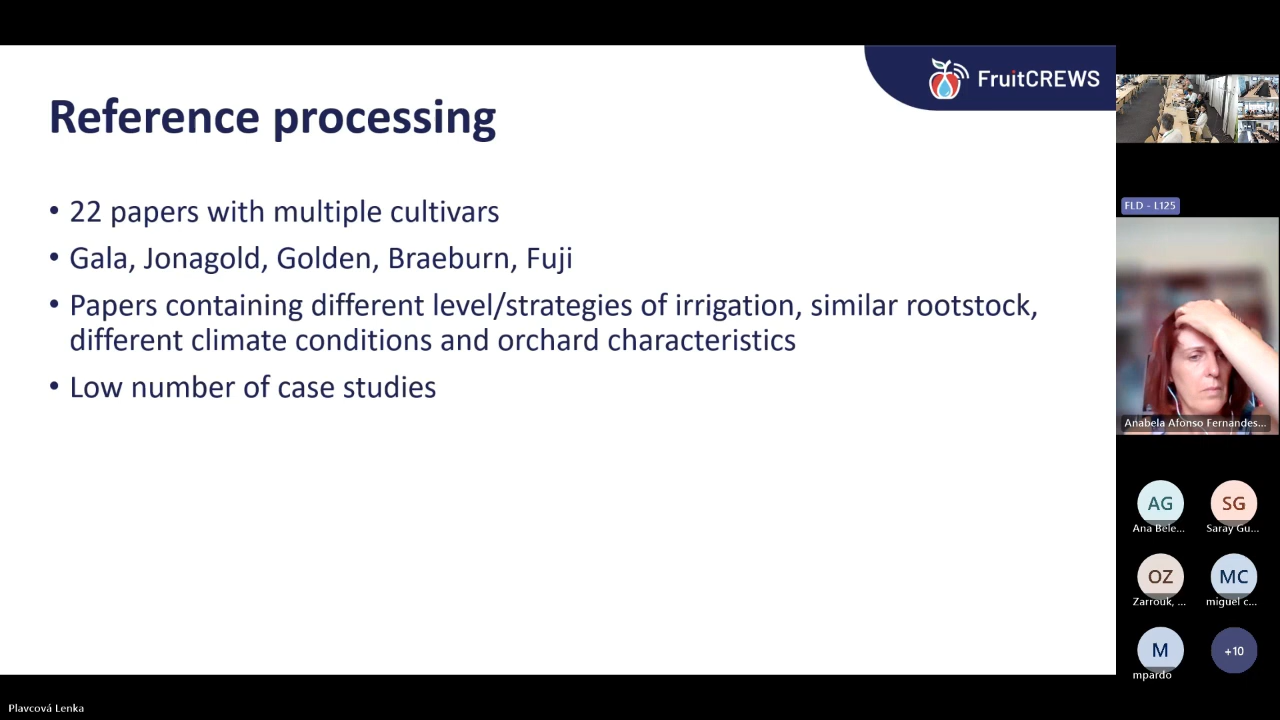 FruitCREWS
Reference processing
• 22 papers with multiple cultivars
• Gala, Jonagold, Golden, Braeburn, Fuji
• Papers containing different level/strategies of irrigation, similar rootstock,
different climate conditions and orchard characteristics
• Low number of case studies
FLD - L125
Anabela Afonso Fernandes...
AG
SG
Ana Bele...
Saray Gu...
OZ
MC
Zarrouk, ...
miguel c...
M
+10
mpardo
Plavcová Lenka